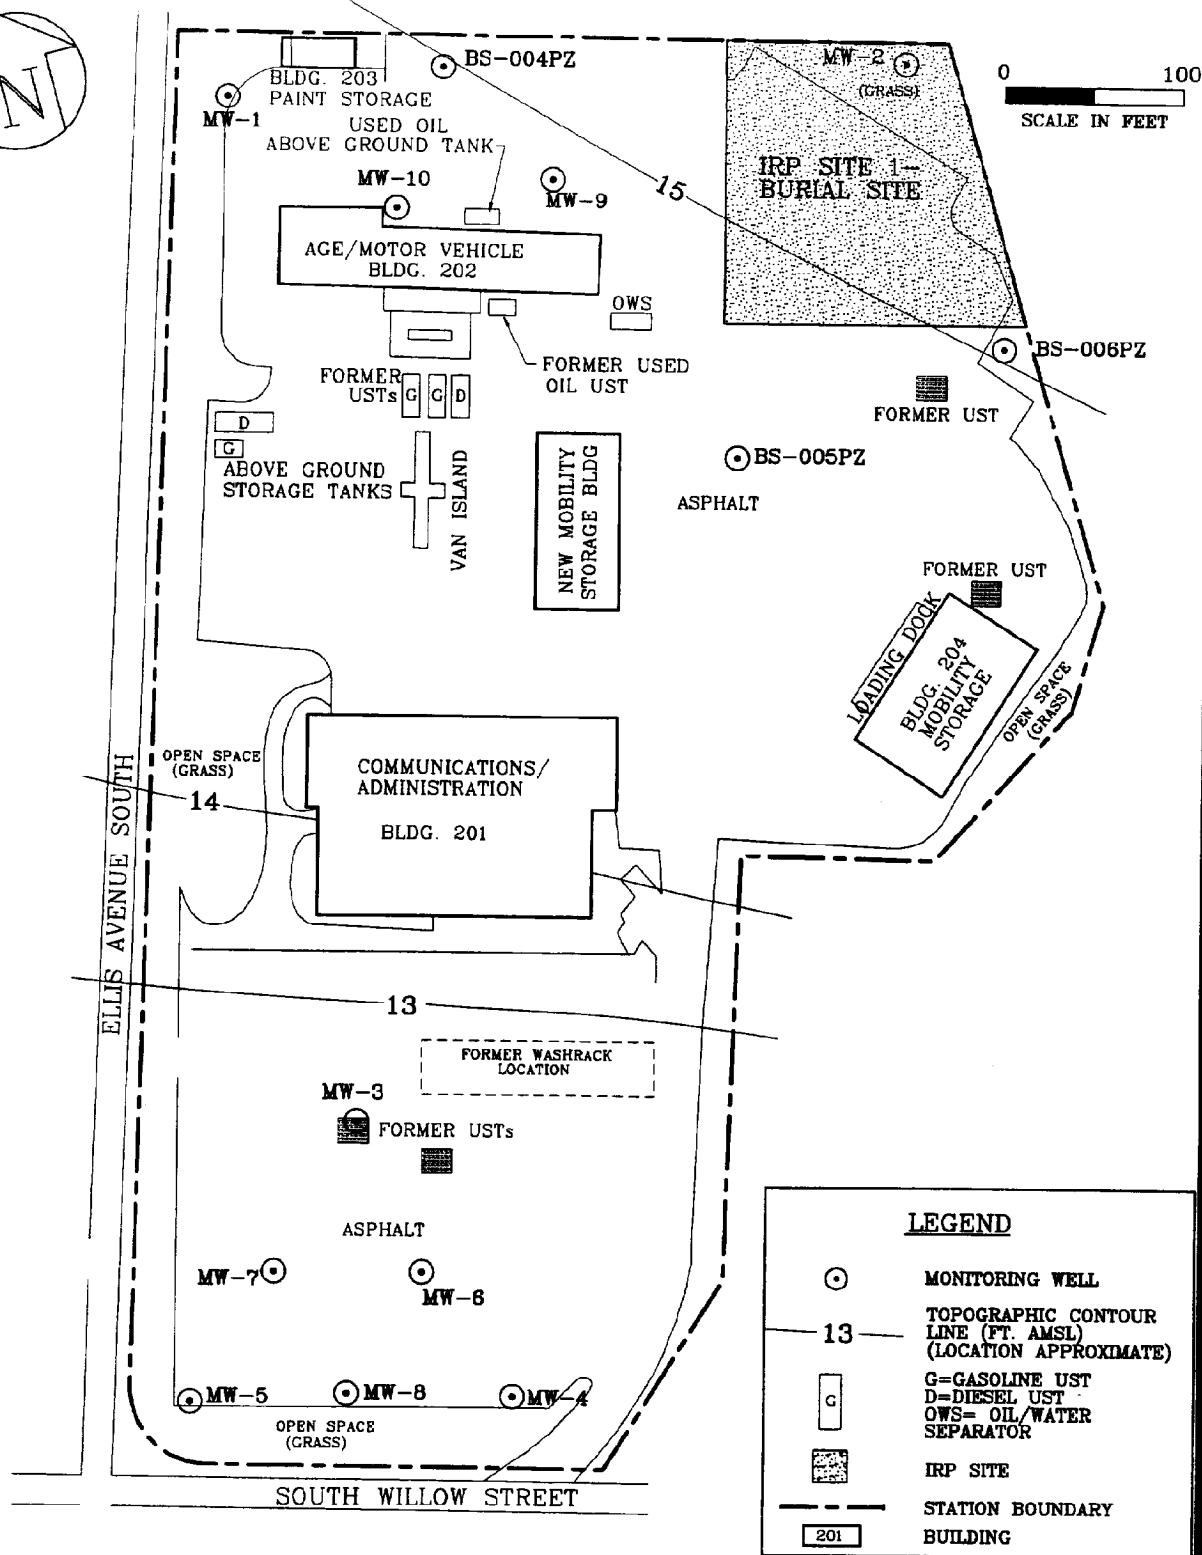 N
BS-004PZ
BLDG. 203
PAINT STORAGE
MW-1
USED OIL
ABOVE GROUND TANK
MW-2
(GRASS)
0 100
SCALE IN FEET
IRP SITE 1-
BURIAL SITE
15
MW-10
MW-9
AGE/MOTOR VEHICLE
BLDG. 202
OWS
FORMER USED
OIL UST
FORMER
USTs
G G D
BS-006PZ
FORMER UST
D
G
ABOVE GROUND
STORAGE TANKS
VAN ISLAND
NEW MOBILITY
STORAGE BLDG
BS-005PZ
ASPHALT
FORMER UST
LOADING DOCK
BLDG. 204
MOBILITY
STORAGE
OPEN SPACE
(GRASS)
OPEN SPACE
(GRASS)
14
COMMUNICATIONS/
ADMINISTRATION
BLDG. 201
ELLIS AVENUE SOUTH
13
FORMER WASHRACK
LOCATION
MW-3
FORMER USTs
ASPHALT
MW-7
MW-6
MW-5
MW-8
MW-4
OPEN SPACE
(GRASS)
SOUTH WILLOW STREET
LEGEND
MONITORING WELL
13
TOPOGRAPHIC CONTOUR
LINE (FT. AMSL)
(LOCATION APPROXIMATE)
G
G=GASOLINE UST
D=DIESEL UST
OWS= OIL/WATER
SEPARATOR
IRP SITE
STATION BOUNDARY
201
BUILDING